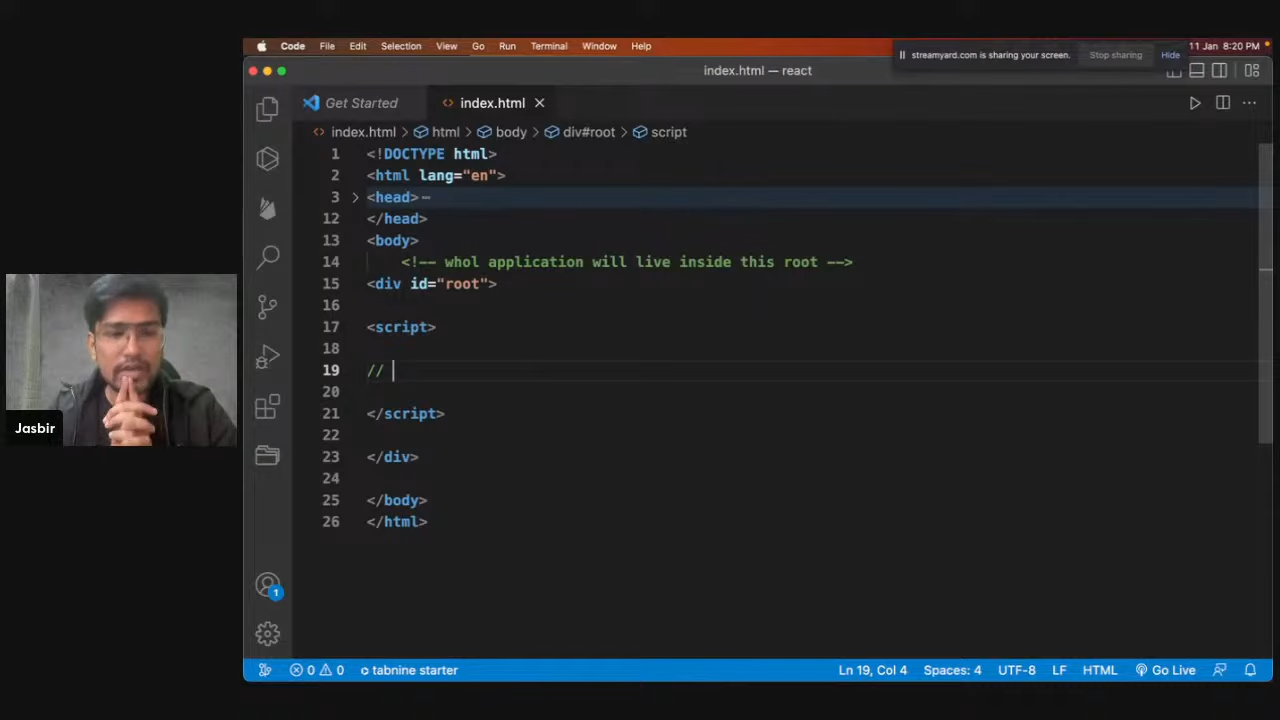 Code File Edit Selection View Go Run Terminal Window Help
streamyard.com is sharing your screen. Stop sharing Hide
11 Jan 8:20 PM
index.html — react
Get Started
index.html
index.html > html > body > div#root > script
1 <!DOCTYPE html>
2 <html lang="en">
3 <head>
12 </head>
13 <body>
14 <!-- whol application will live inside this root -->
15 <div id="root">
16
17 <script>
18
19 //
20
21 </script>
22
23 </div>
24
25 </body>
26 </html>
Jasbir
1
0 0 tabnine starter
Ln 19, Col 4 Spaces: 4 UTF-8 LF HTML Go Live